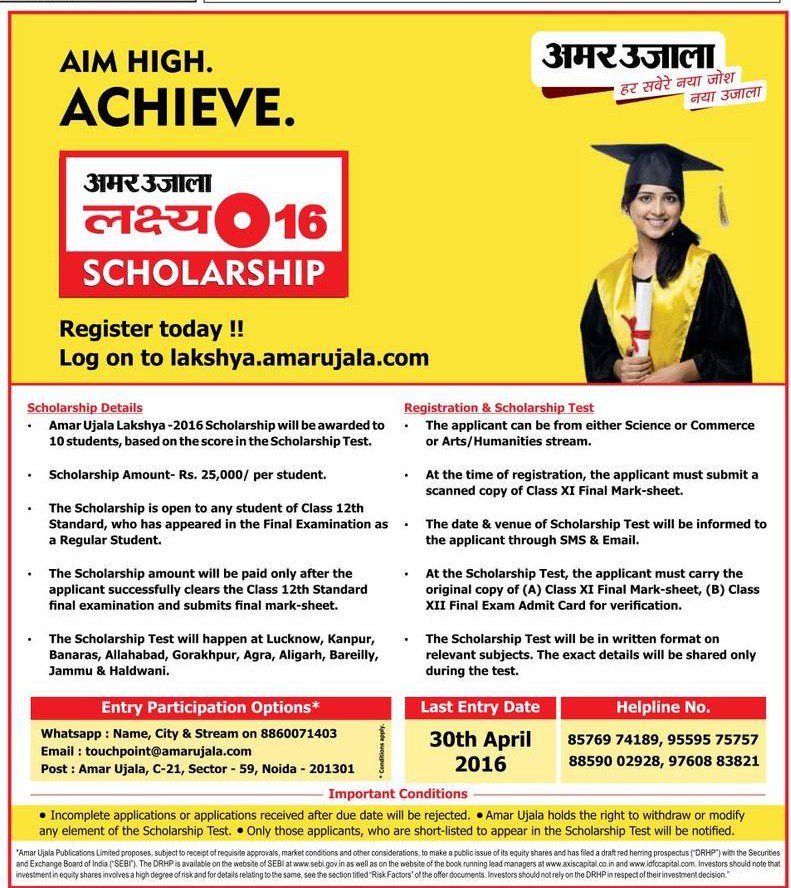 AIM HIGH.
ACHIEVE.
अमर उजाला
हर सवेरे नया जोश
नया उजाला
अमर उजाला
लक्ष्य 16
SCHOLARSHIP
Register today !!
Log on to lakshya.amarujala.com
Scholarship Details
• Amar Ujala Lakshya -2016 Scholarship will be awarded to
10 students, based on the score in the Scholarship Test.
• Scholarship Amount- Rs. 25,000/ per student.
• The Scholarship is open to any student of Class 12th
Standard, who has appeared in the Final Examination as
a Regular Student.
• The Scholarship amount will be paid only after the
applicant successfully clears the Class 12th Standard
final examination and submits final mark-sheet.
• The Scholarship Test will happen at Lucknow, Kanpur,
Banaras, Allahabad, Gorakhpur, Agra, Aligarh, Bareilly,
Jammu & Haldwani.
Registration & Scholarship Test
• The applicant can be from either Science or Commerce
or Arts/Humanities stream.
• At the time of registration, the applicant must submit a
scanned copy of Class XI Final Mark-sheet.
• The date & venue of Scholarship Test will be informed to
the applicant through SMS & Email.
• At the Scholarship Test, the applicant must carry the
original copy of (A) Class XI Final Mark-sheet, (B) Class
XII Final Exam Admit Card for verification.
• The Scholarship Test will be in written format on
relevant subjects. The exact details will be shared only
during the test.
Entry Participation Options*
Whatsapp : Name, City & Stream on 8860071403
Email : touchpoint@amarujala.com
Post : Amar Ujala, C-21, Sector - 59, Noida - 201301
* Conditions apply.
Last Entry Date
30th April
2016
Helpline No.
85769 74189, 95595 75757
88590 02928, 97608 83821
Important Conditions
• Incomplete applications or applications received after due date will be rejected. • Amar Ujala holds the right to withdraw or modify
any element of the Scholarship Test. • Only those applicants, who are short-listed to appear in the Scholarship Test will be notified.
"Amar Ujala Publications Limited proposes, subject to receipt of requisite approvals, market conditions and other considerations, to make a public issue of its equity shares and has filed a draft red herring prospectus ("DRHP") with the Securities
and Exchange Board of India ("SEBI"). The DRHP is available on the website of SEBI at www.sebi.gov.in as well as on the website of the book running lead managers at www.axiscapital.co.in and www.idfccapital.com. Investors should note that
investment in equity shares involves a high degree of risk and for details relating to the same, see the section titled "Risk Factors" of the offer documents. Investors should not rely on the DRHP in respect of their investment decision."